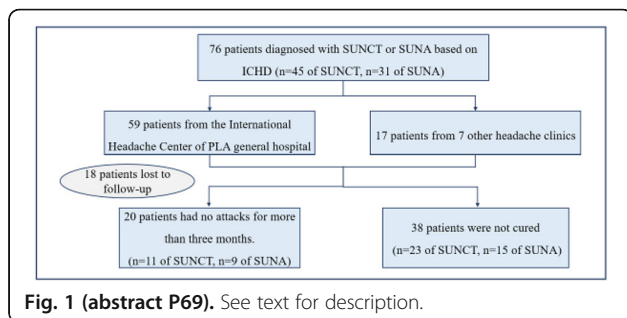 76 patients diagnosed with SUNCT or SUNA based on
ICHD (n=45 of SUNCT, n=31 of SUNA)
59 patients from the International
Headache Center of PLA general hospital
17 patients from 7 other headache clinics
18 patients lost to
follow-up
20 patients had no attacks for more
than three months.
(n=11 of SUNCT, n=9 of SUNA)
38 patients were not cured
(n=23 of SUNCT, n=15 of SUNA)
Fig. 1 (abstract P69). See text for description.